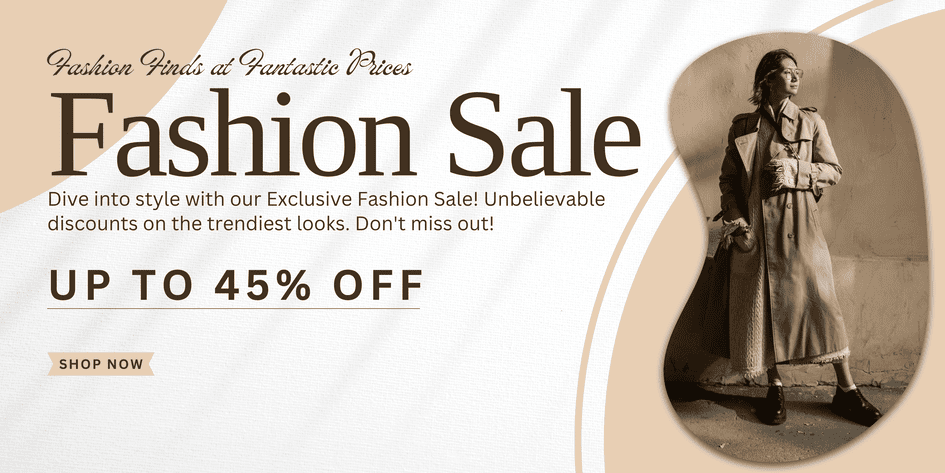 Fashion Finds at Fantastic Prices
Fashion Sale
Dive into style with our Exclusive Fashion Sale! Unbelievable
discounts on the trendiest looks. Don't miss out!
UP TO 45% OFF
SHOP NOW